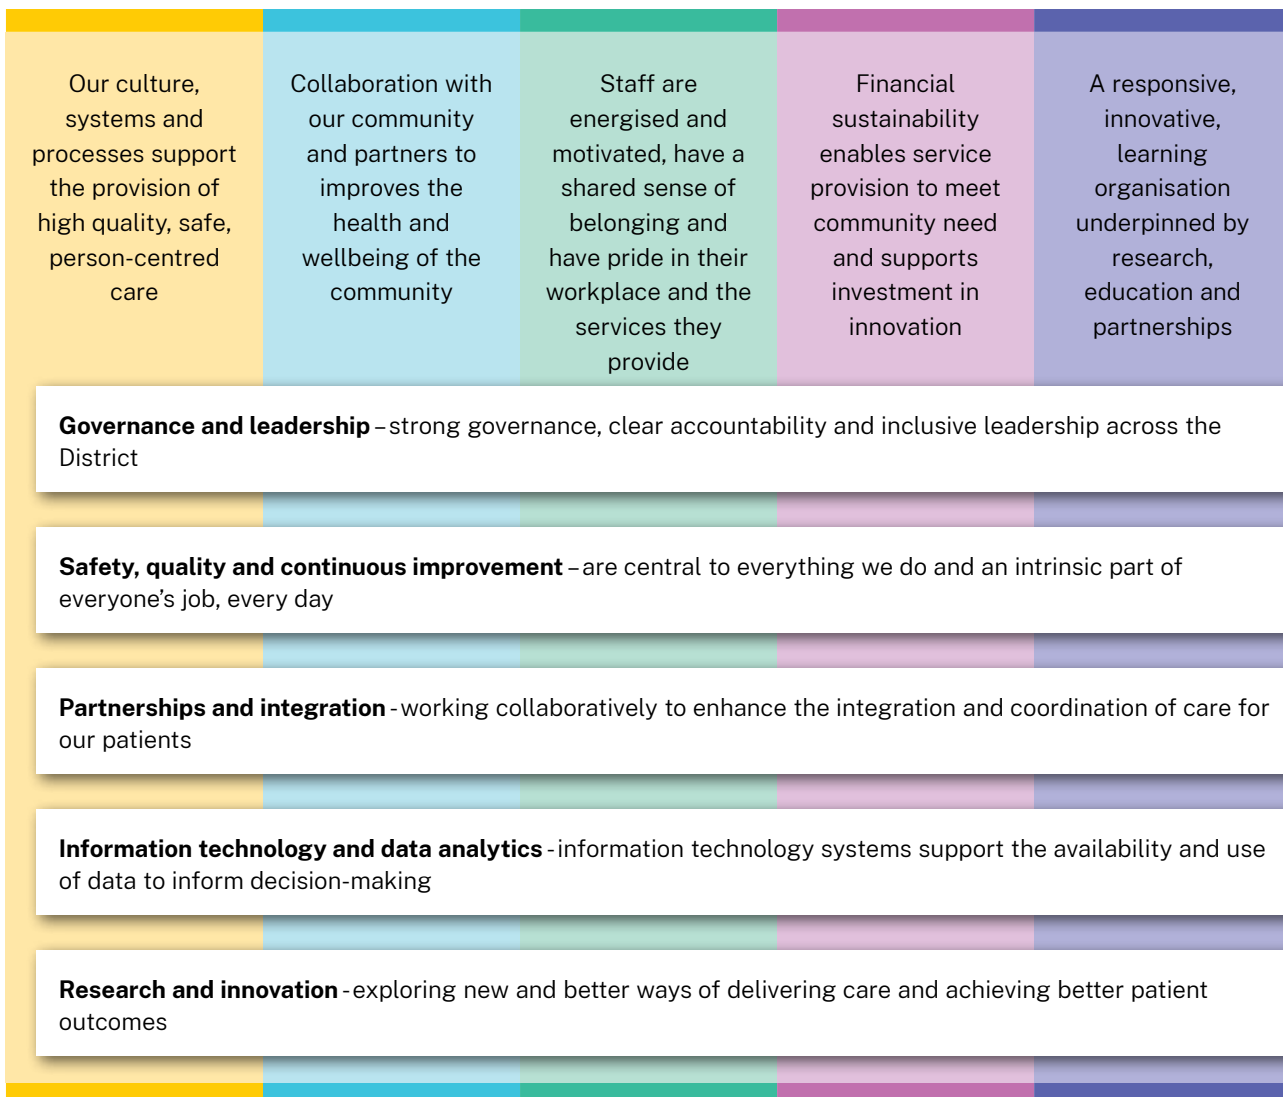 Our culture,
systems and
processes support
the provision of
high quality, safe,
person-centred
care
Collaboration with
our community
and partners to
improves the
health and
wellbeing of the
community
Staff are
energised and
motivated, have a
shared sense of
belonging and
have pride in their
workplace and the
services they
provide
Financial
sustainability
enables service
provision to meet
community need
and supports
investment in
innovation
A responsive,
innovative,
learning
organisation
underpinned by
research,
education and
partnerships
Governance and leadership – strong governance, clear accountability and inclusive leadership across the
District
Safety, quality and continuous improvement – are central to everything we do and an intrinsic part of
everyone’s job, every day
Partnerships and integration - working collaboratively to enhance the integration and coordination of care for
our patients
Information technology and data analytics - information technology systems support the availability and use
of data to inform decision-making
Research and innovation - exploring new and better ways of delivering care and achieving better patient
outcomes